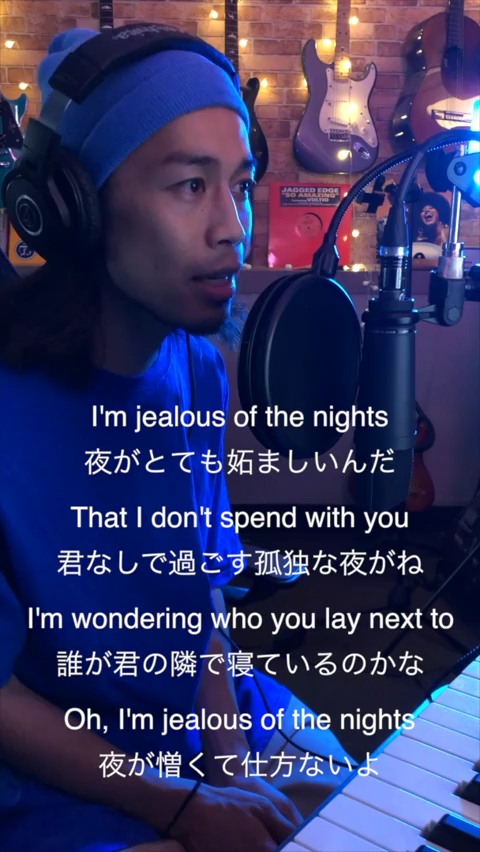 JAGGED EDGE
"SO AMAZING"
VOLTIO
I'm jealous of the nights
夜がとても妬ましいんだ
That I don't spend with you
君なしで過ごす孤独な夜がね
I'm wondering who you lay next to
誰が君の隣で寝ているのかな
Oh, I'm jealous of the nights
夜が憎くて仕方ないよ